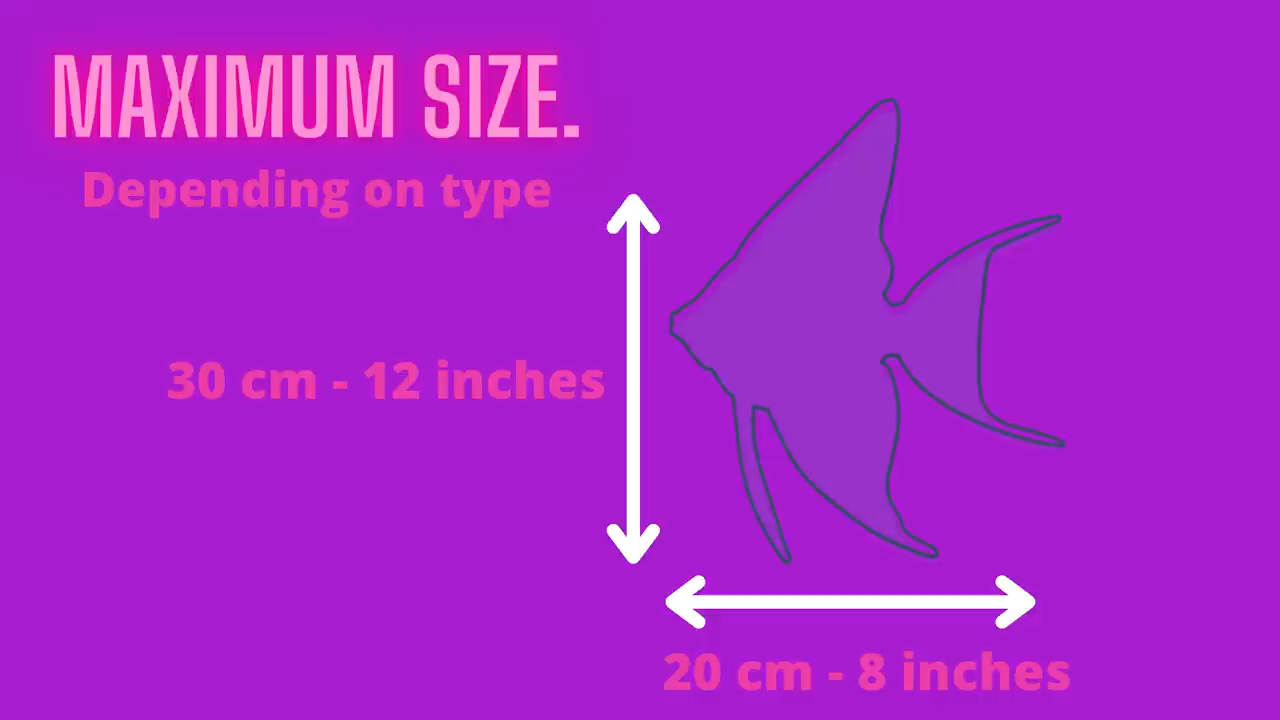 MAXIMUM SIZE.
Depending on type
30 cm - 12 inches
20 cm - 8 inches